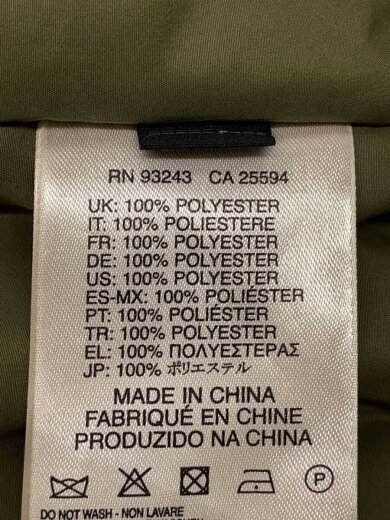 RN 93243 CA 25594
UK: 100% POLYESTER
IT: 100% POLIESTERE
FR: 100% POLYESTER
DE: 100% POLYESTER
US: 100% POLYESTER
ES-MX: 100% POLIÉSTER
PT: 100% POLIÉSTER
TR: 100% POLYESTER
EL: 100% ΠΟΛΥΕΣΤΕΡΑΣ
JP: 100% ポリエステル
MADE IN CHINA
FABRIQUÉ EN CHINE
PRODUZIDO NA CHINA
P
DO NOT WASH - NON LAVARE